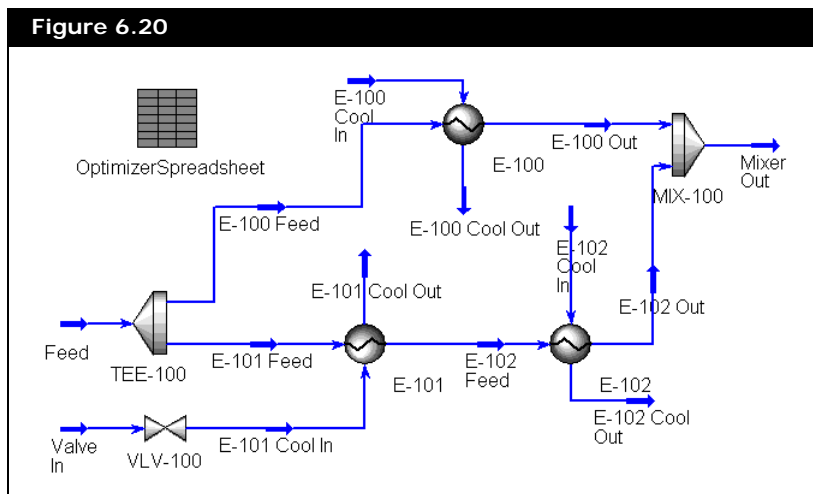 Figure 6.20
E-100
Cool
In
OptimizerSpreadsheet
E-100 Out
E-100
Mixer
Out
MIX-100
E-100 Feed
E-100 Cool Out
E-102
Cool
In
E-101 Cool Out
E-102 Out
Feed
TEE-100
E-101 Feed
E-102
Feed
E-101
E-102
E-102 Cool
Out
Valve
In
VLV-100
E-101 Cool In